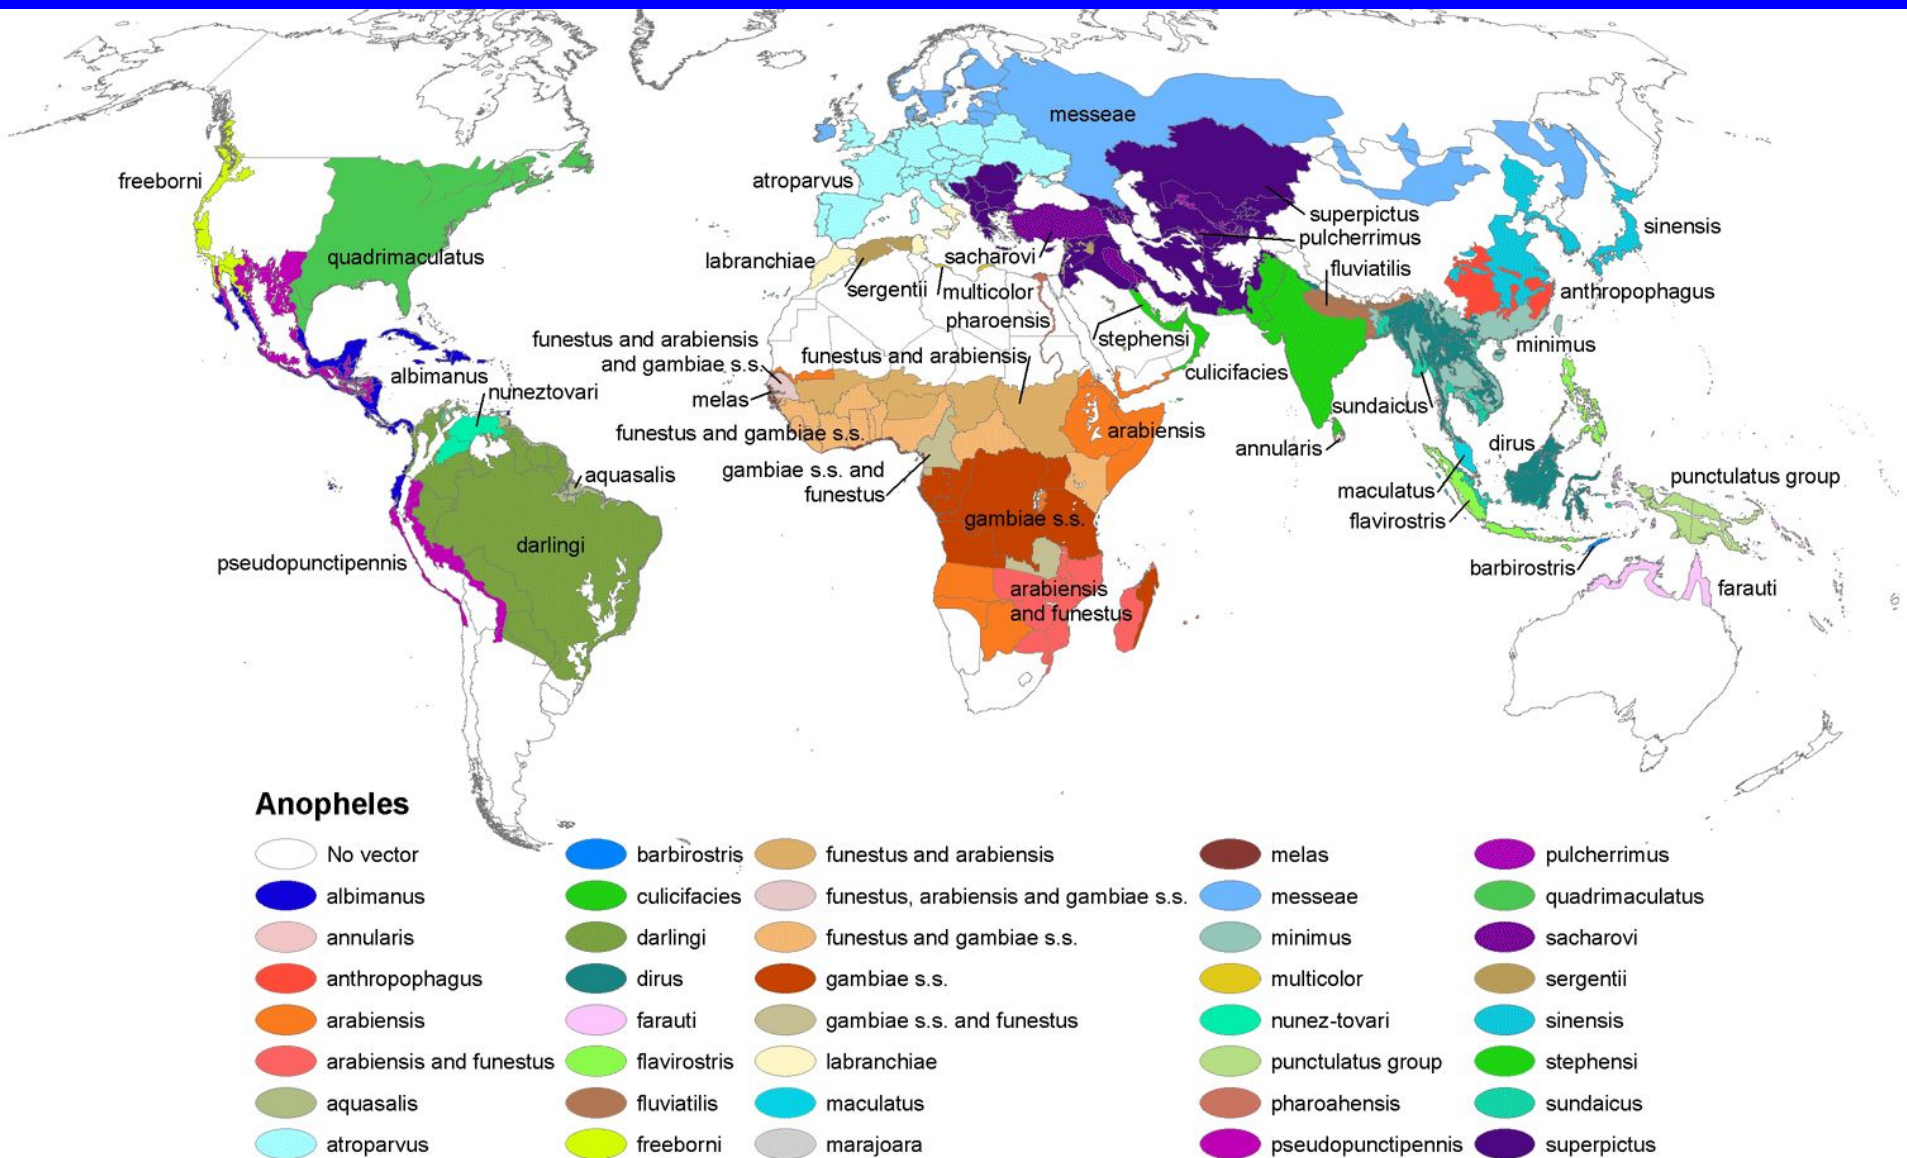 messeae
freeborni
atroparvus
superpictus
pulcherrimus
sinensis
quadrimaculatus
labranchiae
sacharovi
fluviatilis
sergentii
multicolor
anthropophagus
pharoensis
stephensi
funestus and arabiensis
and gambiae s.s.
funestus and arabiensis
minimus
albimanus
nuneztovari
melas
culicifacies
sundaicus
funestus and gambiae s.s.
arabiensis
annularis
dirus
gambiae s.s. and
funestus
aquasalis
punctulatus group
maculatus
flavirostris
gambiae s.s.
darlingi
pseudopunctipennis
barbirostris
farauti
arabiensis
and funestus
Anopheles
No vector
albimanus
annularis
anthropophagus
arabiensis
arabiensis and funestus
aquasalis
atroparvus
barbirostris
culicifacies
darlingi
dirus
farauti
flavirostris
fluviatilis
freeborni
funestus and arabiensis
funestus, arabiensis and gambiae s.s.
funestus and gambiae s.s.
gambiae s.s.
gambiae s.s. and funestus
labranchiae
maculatus
marajoara
melas
messeae
minimus
multicolor
nunez-tovari
punctulatus group
pharoahensis
pseudopunctipennis
pulcherrimus
quadrimaculatus
sacharovi
sergentii
sinensis
stephensi
sundaicus
superpictus